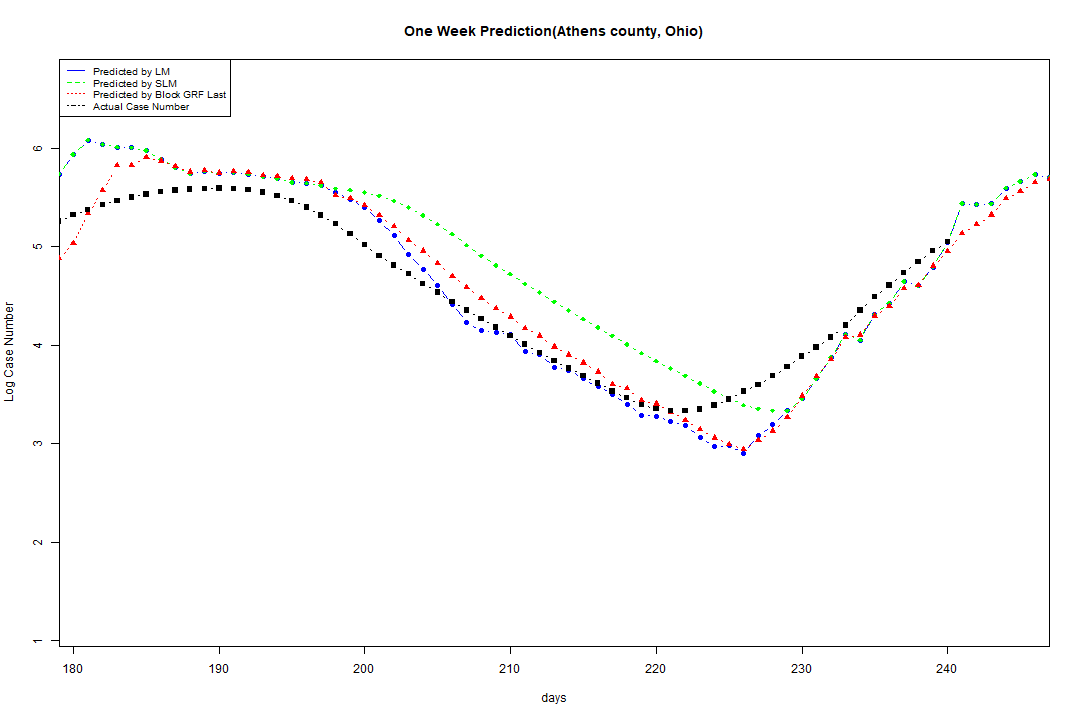 One Week Prediction(Athens county, Ohio)
Predicted by LM
Predicted by SLM
Predicted by Block GRF Last
Actual Case Number
Log Case Number
6
5
4
3
2
1
180 190 200 210 220 230 240
days